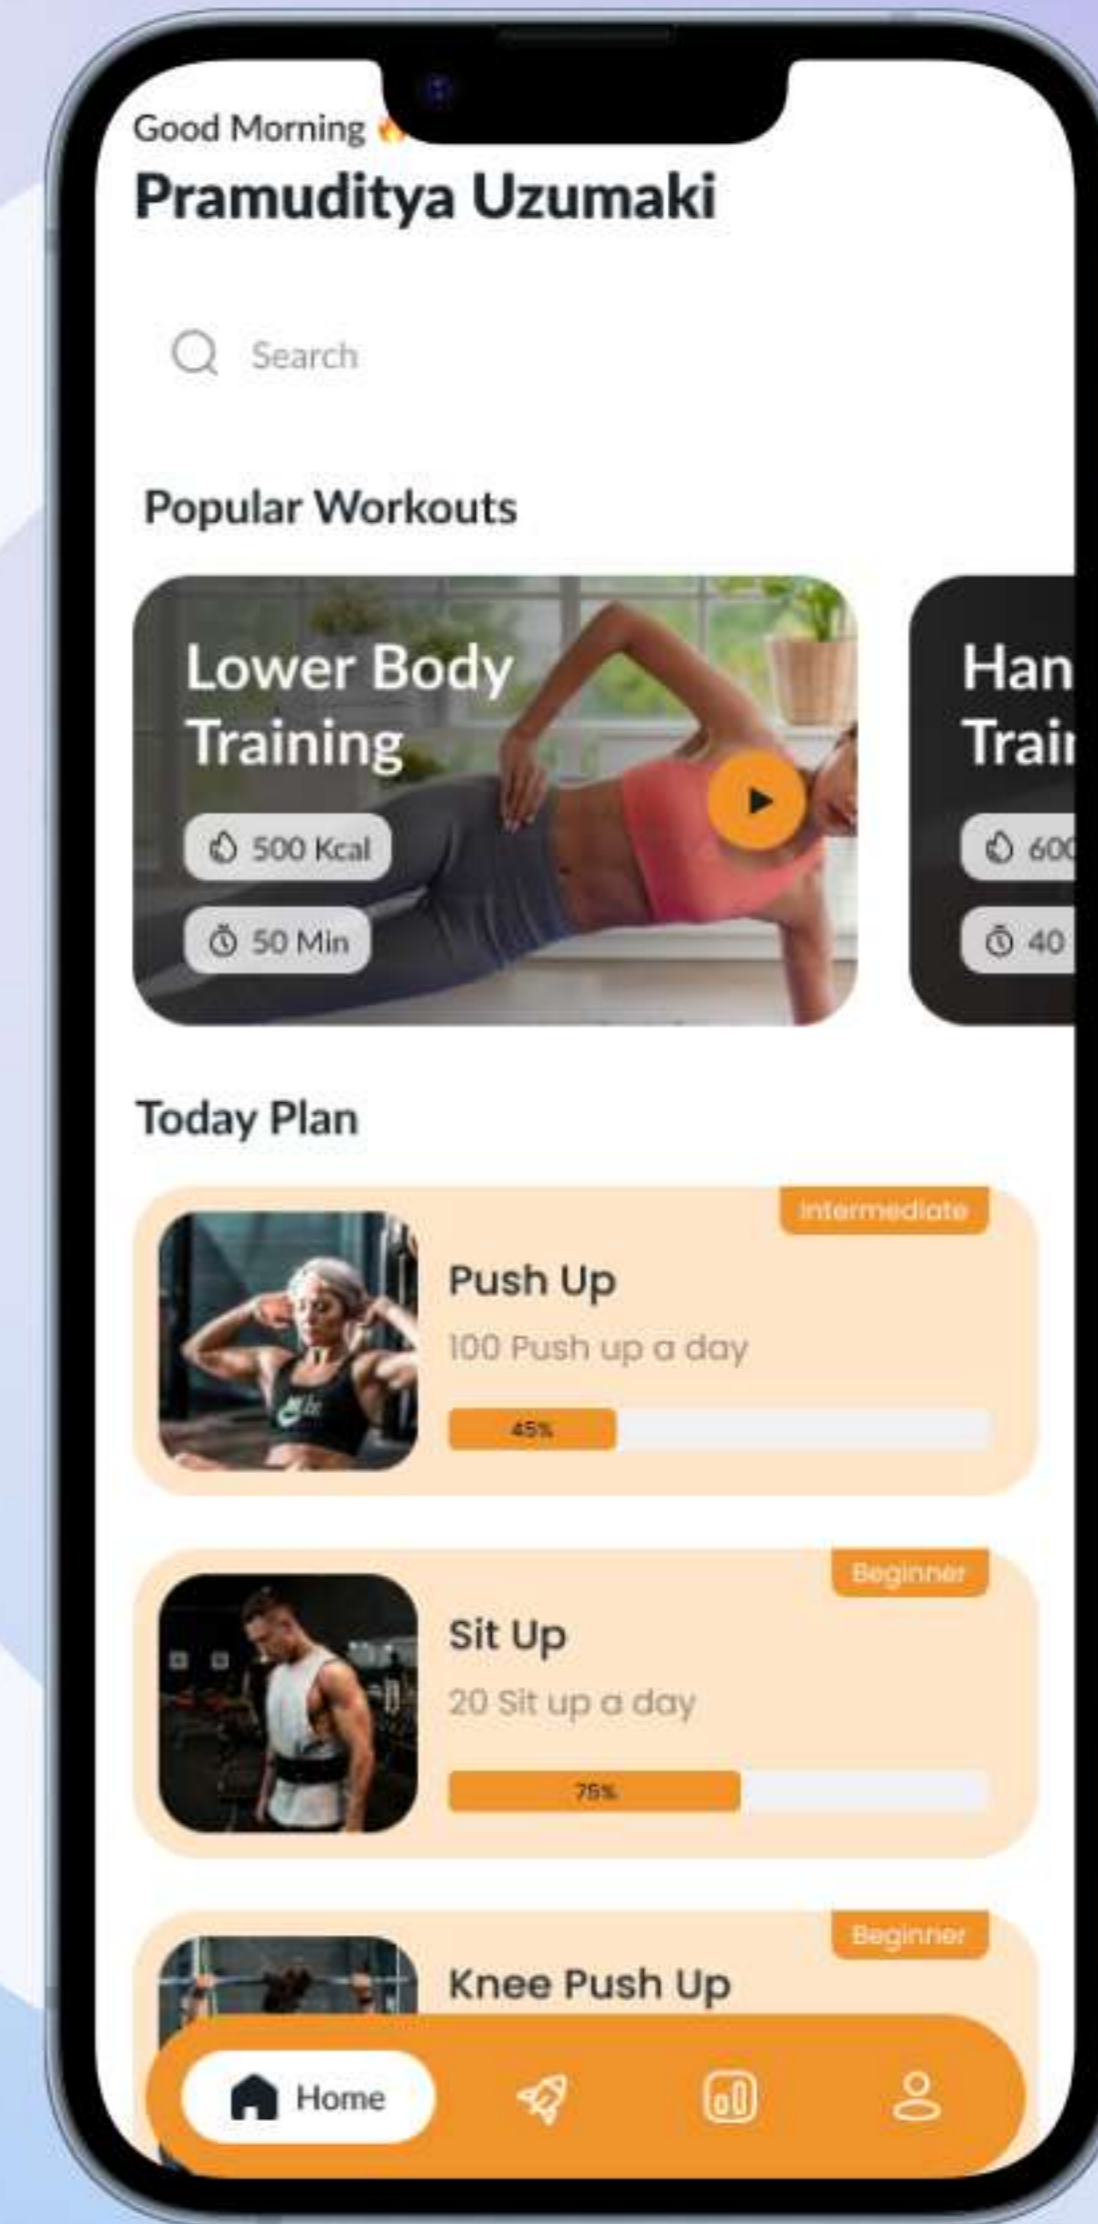 Good Morning 🔥
Pramuditya Uzumaki
Search
Popular Workouts
Lower Body
Training
500 Kcal
50 Min
Han
Trai
600
40
Today Plan
Intermediate
Push Up
100 Push up a day
45%
Beginner
Sit Up
20 Sit up a day
75%
Beginner
Knee Push Up
Home